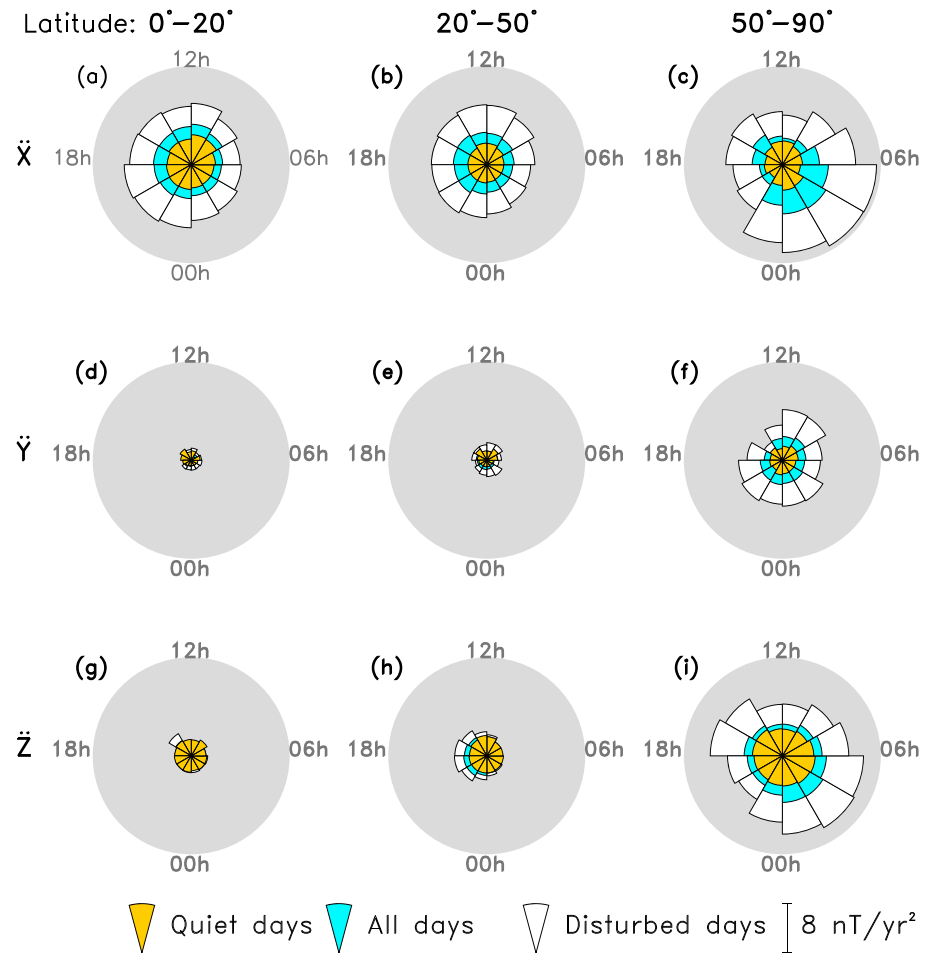 Latitude: 0°–20° 20°–50° 50°–90°
12h 12h 12h
(a) (b) (c)
Ẍ 18h 06h 18h 06h 18h 06h
00h 00h 00h
12h 12h 12h
(d) (e) (f)
Ÿ 18h 06h 18h 06h 18h 06h
00h 00h 00h
12h 12h 12h
(g) (h) (i)
Z̈ 18h 06h 18h 06h 18h 06h
00h 00h 00h
Quiet days All days Disturbed days 8 nT/yr²